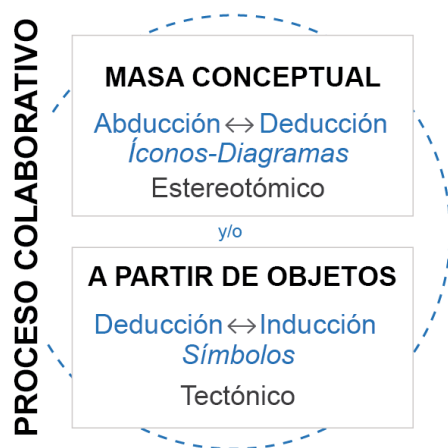 PROCESO COLABORATIVO
MASA CONCEPTUAL
Abducción↔Deducción
Íconos-Diagramas
Estereotómico
y/o
A PARTIR DE OBJETOS
Deducción↔Inducción
Símbolos
Tectónico